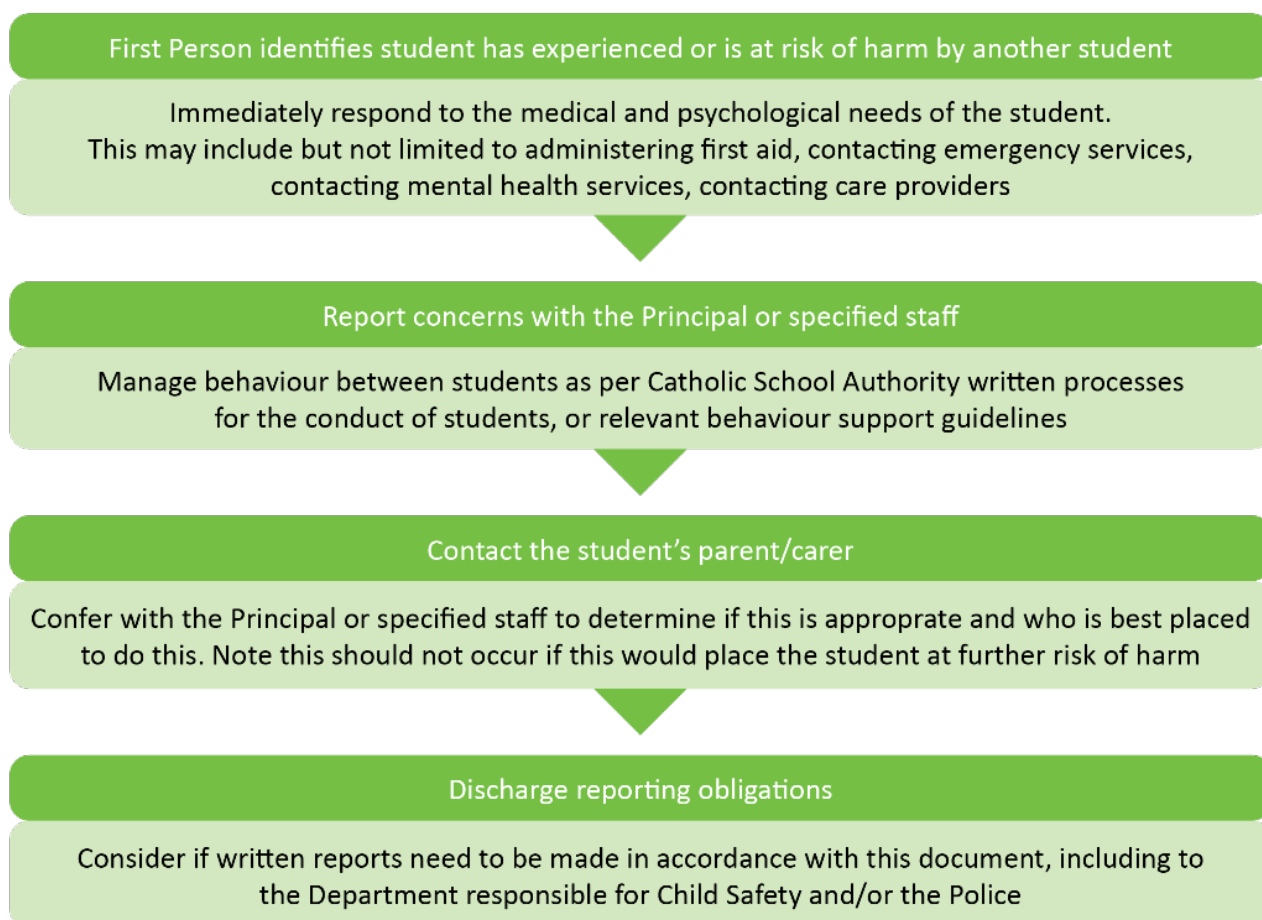 First Person identifies student has experienced or is at risk of harm by another student
Immediately respond to the medical and psychological needs of the student.
This may include but not limited to administering first aid, contacting emergency services,
contacting mental health services, contacting care providers
Report concerns with the Principal or specified staff
Manage behaviour between students as per Catholic School Authority written processes
for the conduct of students, or relevant behaviour support guidelines
Contact the student's parent/carer
Confer with the Principal or specified staff to determine if this is approprate and who is best placed
to do this. Note this should not occur if this would place the student at further risk of harm
Discharge reporting obligations
Consider if written reports need to be made in accordance with this document, including to
the Department responsible for Child Safety and/or the Police